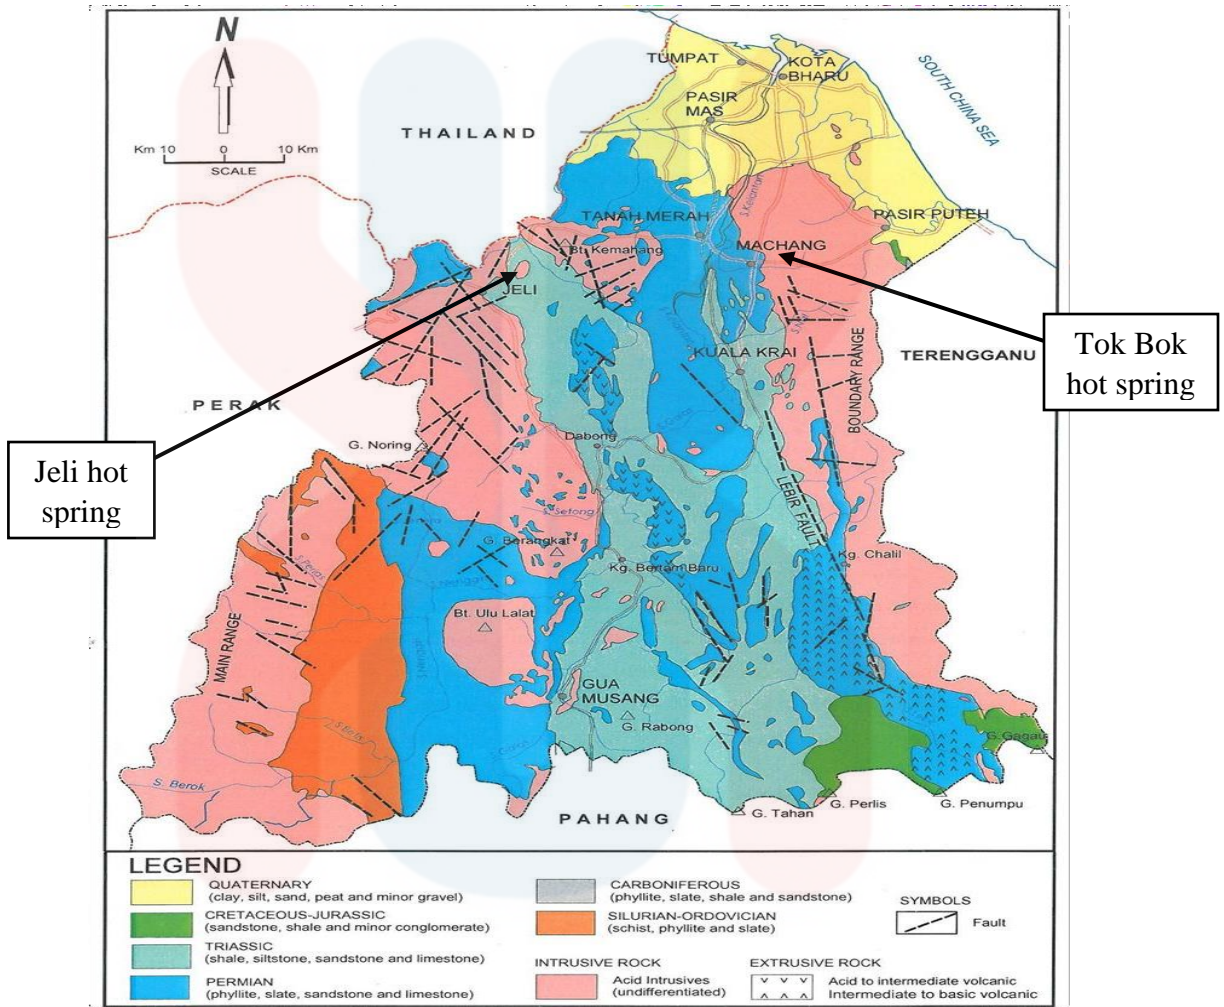 N
Km 10 0 10 Km
SCALE
THAILAND
SOUTH CHINA SEA
TUMPAT
KOTA
BHARU
PASIR
MAS
TANAH MERAH
S.Kelantan
PASIR PUTEH
MACHANG
Bt. Kemahang
JELI
KUALA KRAI
TERENGGANU
BOUNDARY RANGE
Tok Bok
hot spring
PERAK
G. Noring
Dabong
Jeli hot
spring
LEBIR FAULT
S. Setong
G. Berangkat
Kg. Bertam Baru
Kg. Chalil
S.Perak
MAIN RANGE
Bt. Ulu Lalat
GUA
MUSANG
G. Rabong
G. Gagau
S. Berok
PAHANG
G. Tahan
G. Perlis
G. Penumpu
LEGEND
QUATERNARY
(clay, silt, sand, peat and minor gravel)
CRETACEOUS-JURASSIC
(sandstone, shale and minor conglomerate)
TRIASSIC
(shale, siltstone, sandstone and limestone)
PERMIAN
(phyllite, slate, sandstone and limestone)
CARBONIFEROUS
(phyllite, slate, shale and sandstone)
SILURIAN-ORDOVICIAN
(schist, phyllite and slate)
INTRUSIVE ROCK
Acid Intrusives
(undifferentiated)
EXTRUSIVE ROCK
Acid to intermediate volcanic
Intermediate to basic volcanic
SYMBOLS
Fault